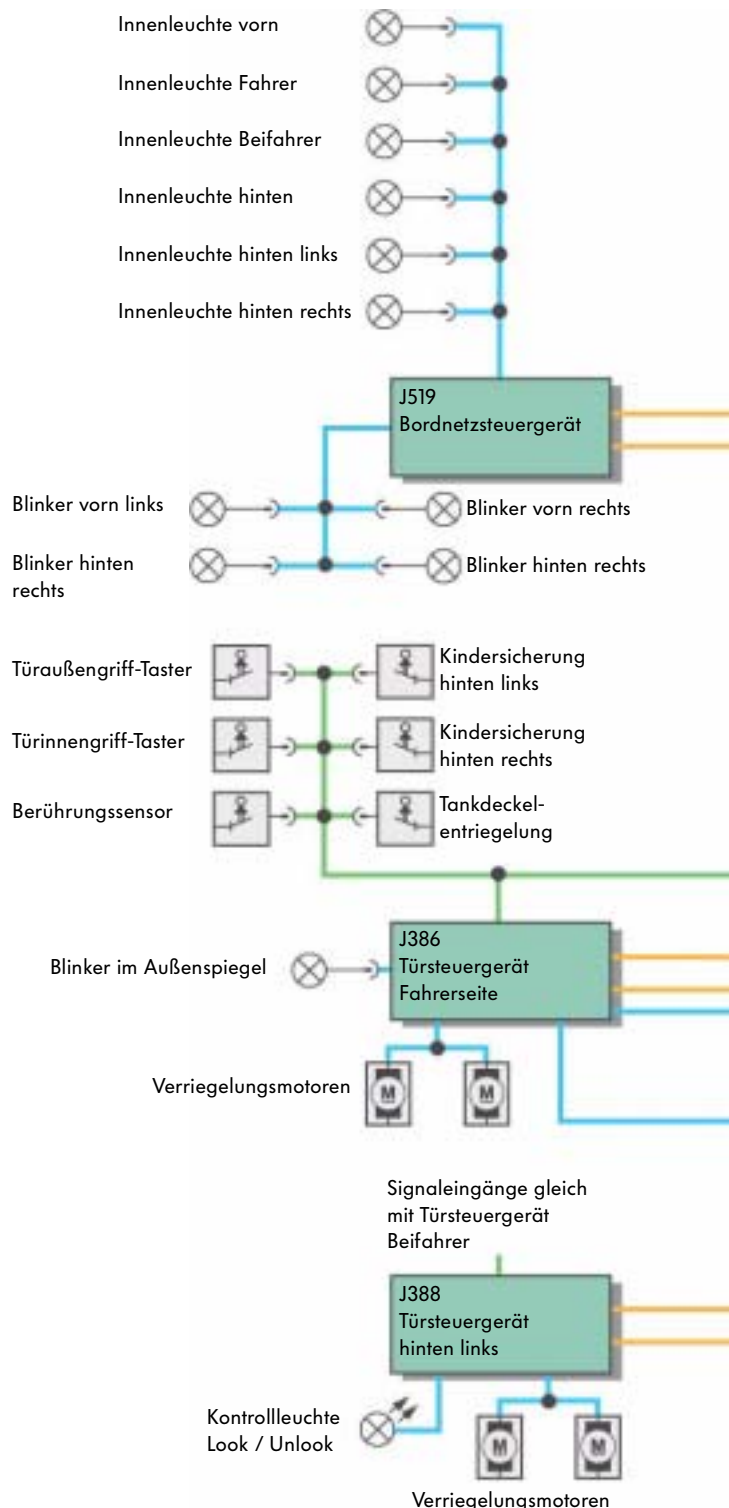 Innenleuchte vorn
Innenleuchte Fahrer
Innenleuchte Beifahrer
Innenleuchte hinten
Innenleuchte hinten links
Innenleuchte hinten rechts
J519
Bordnetzsteuergerät
Blinker vorn links
Blinker vorn rechts
Blinker hinten
rechts
Blinker hinten rechts
Türaußengriff-Taster
Kindersicherung
hinten links
Türinnengriff-Taster
Kindersicherung
hinten rechts
Berührungssensor
Tankdeckel-
entriegelung
J386
Türsteuergerät
Fahrerseite
Blinker im Außenspiegel
Verriegelungsmotoren
M
M
Signaleingänge gleich
mit Türsteuergerät
Beifahrer
J388
Türsteuergerät
hinten links
Kontrollleuchte
Look / Unlook
M
M
Verriegelungsmotoren